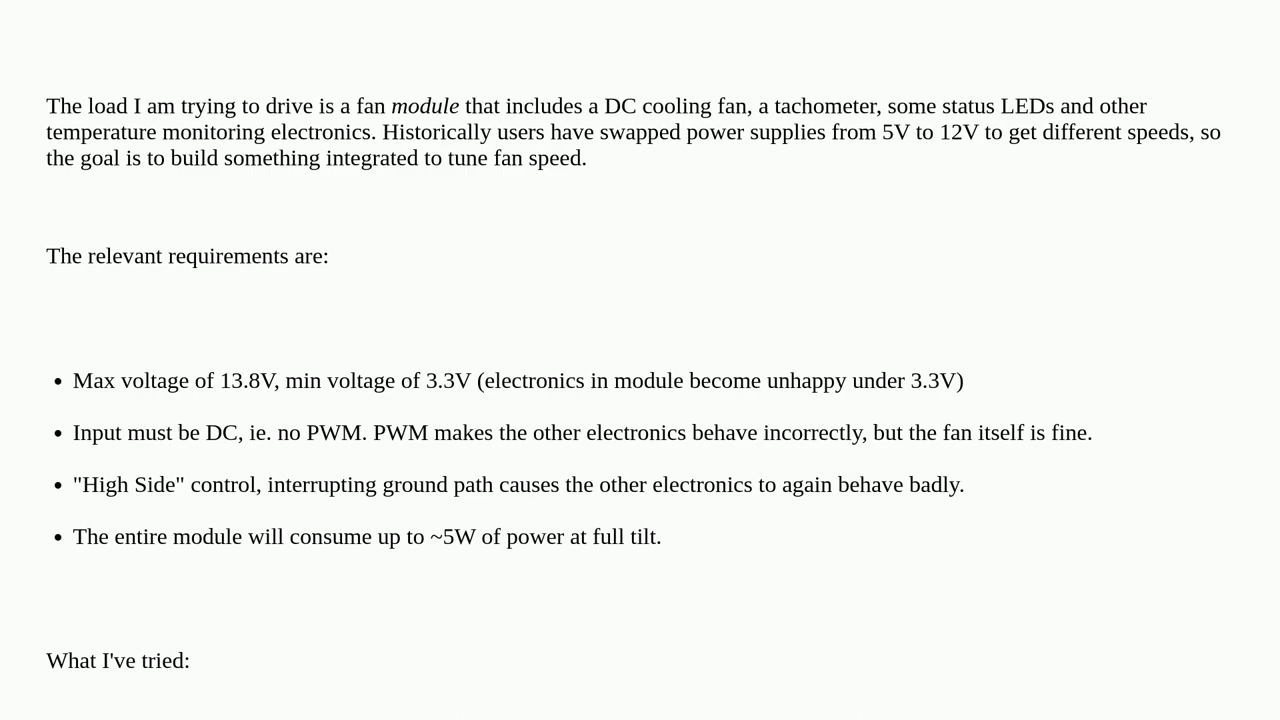 The load I am trying to drive is a fan module that includes a DC cooling fan, a tachometer, some status LEDs and other
temperature monitoring electronics. Historically users have swapped power supplies from 5V to 12V to get different speeds, so
the goal is to build something integrated to tune fan speed.
The relevant requirements are:
• Max voltage of 13.8V, min voltage of 3.3V (electronics in module become unhappy under 3.3V)
• Input must be DC, ie. no PWM. PWM makes the other electronics behave incorrectly, but the fan itself is fine.
• "High Side" control, interrupting ground path causes the other electronics to again behave badly.
• The entire module will consume up to ~5W of power at full tilt.
What I've tried: